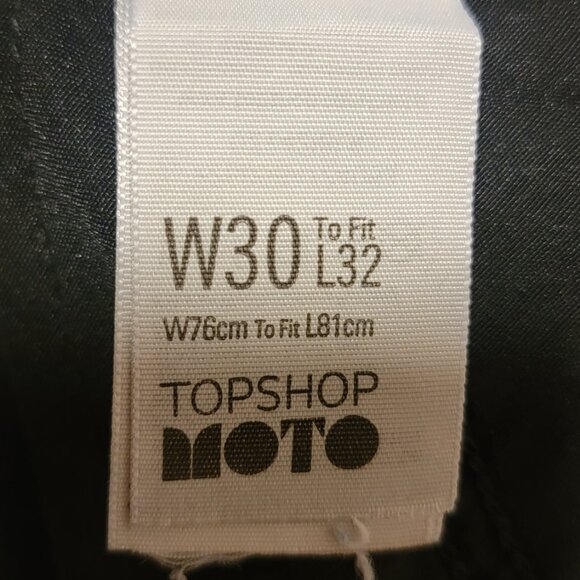 W30 To Fit L32
W76cm To Fit L81cm
TOPSHOP
MOTO